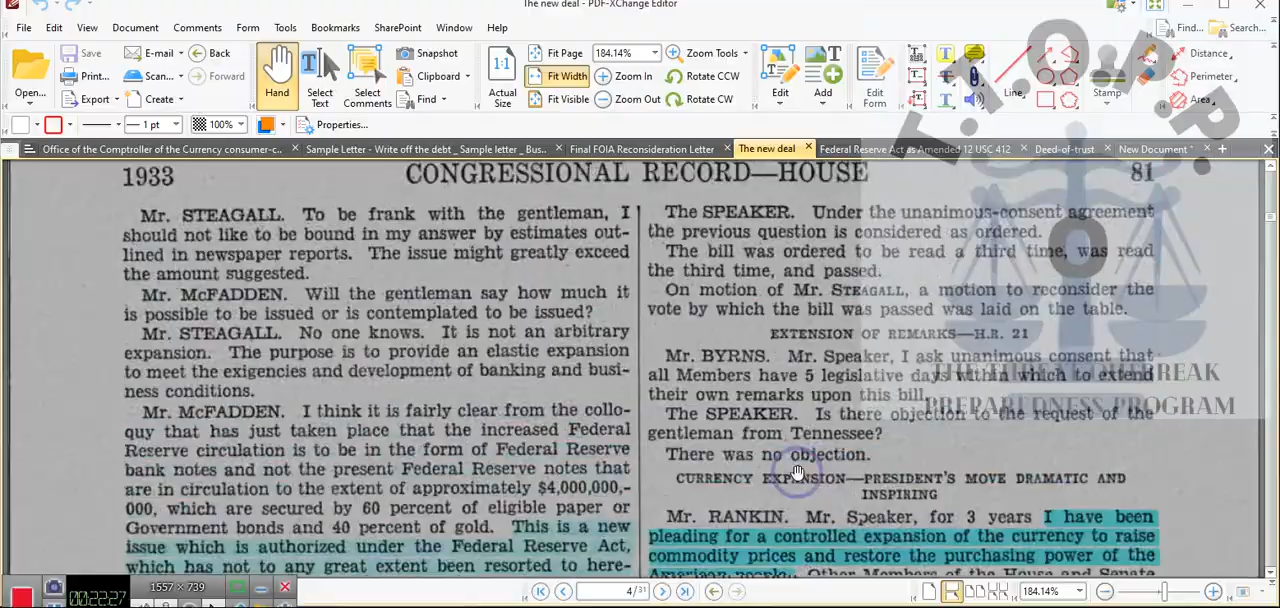 The new deal - PDF-XChange Editor
File Edit View Document Comments Form Tools Bookmarks SharePoint Window Help
Find... Search...
Open... Save Print... Export E-mail Scan... Create Back Forward
Hand Select Text Select Comments Snapshot Clipboard Find
Actual Size Fit Page Fit Width Fit Visible 184.14% Zoom In Zoom Out Zoom Tools Rotate CCW Rotate CW
Edit Add Edit Form Line Stamp Distance Perimeter Area
1 pt 100% Properties...
Office of the Comptroller of the Currency consumer-c... Sample Letter - Write off the debt _ Sample letter _ Bus... Final FOIA Reconsideration Letter The new deal Federal Reserve Act as Amended 12 USC 412 Deed-of-trust New Document *
T.T.O.P.P.
1933 CONGRESSIONAL RECORD—HOUSE 81
Mr. STEAGALL. To be frank with the gentleman, I
should not like to be bound in my answer by estimates out-
lined in newspaper reports. The issue might greatly exceed
the amount suggested.
Mr. McFADDEN. Will the gentleman say how much it
is possible to be issued or is contemplated to be issued?
Mr. STEAGALL. No one knows. It is not an arbitrary
expansion. The purpose is to provide an elastic expansion
to meet the exigencies and development of banking and busi-
ness conditions.
Mr. McFADDEN. I think it is fairly clear from the collo-
quy that has just taken place that the increased Federal
Reserve circulation is to be in the form of Federal Reserve
bank notes and not the present Federal Reserve notes that
are in circulation to the extent of approximately $4,000,000,-
000, which are secured by 60 percent of eligible paper or
Government bonds and 40 percent of gold. This is a new
issue which is authorized under the Federal Reserve Act,
which has not to any great extent been resorted to here-
The SPEAKER. Under the unanimous-consent agreement
the previous question is considered as ordered.
The bill was ordered to be read a third time, was read
the third time, and passed.
On motion of Mr. STEAGALL, a motion to reconsider the
vote by which the bill was passed was laid on the table.
EXTENSION OF REMARKS—H.R. 21
Mr. BYRNS. Mr. Speaker, I ask unanimous consent that
all Members have 5 legislative days within which to extend
their own remarks upon this bill.
The SPEAKER. Is there objection to the request of the
gentleman from Tennessee?
There was no objection.
CURRENCY EXPANSION—PRESIDENT'S MOVE DRAMATIC AND
INSPIRING
Mr. RANKIN. Mr. Speaker, for 3 years I have been
pleading for a controlled expansion of the currency to raise
commodity prices and restore the purchasing power of the
American people. Other Members of the House and Senate
PREPAREDNESS PROGRAM
00:22:27 1557 × 739
4/31 184.14%